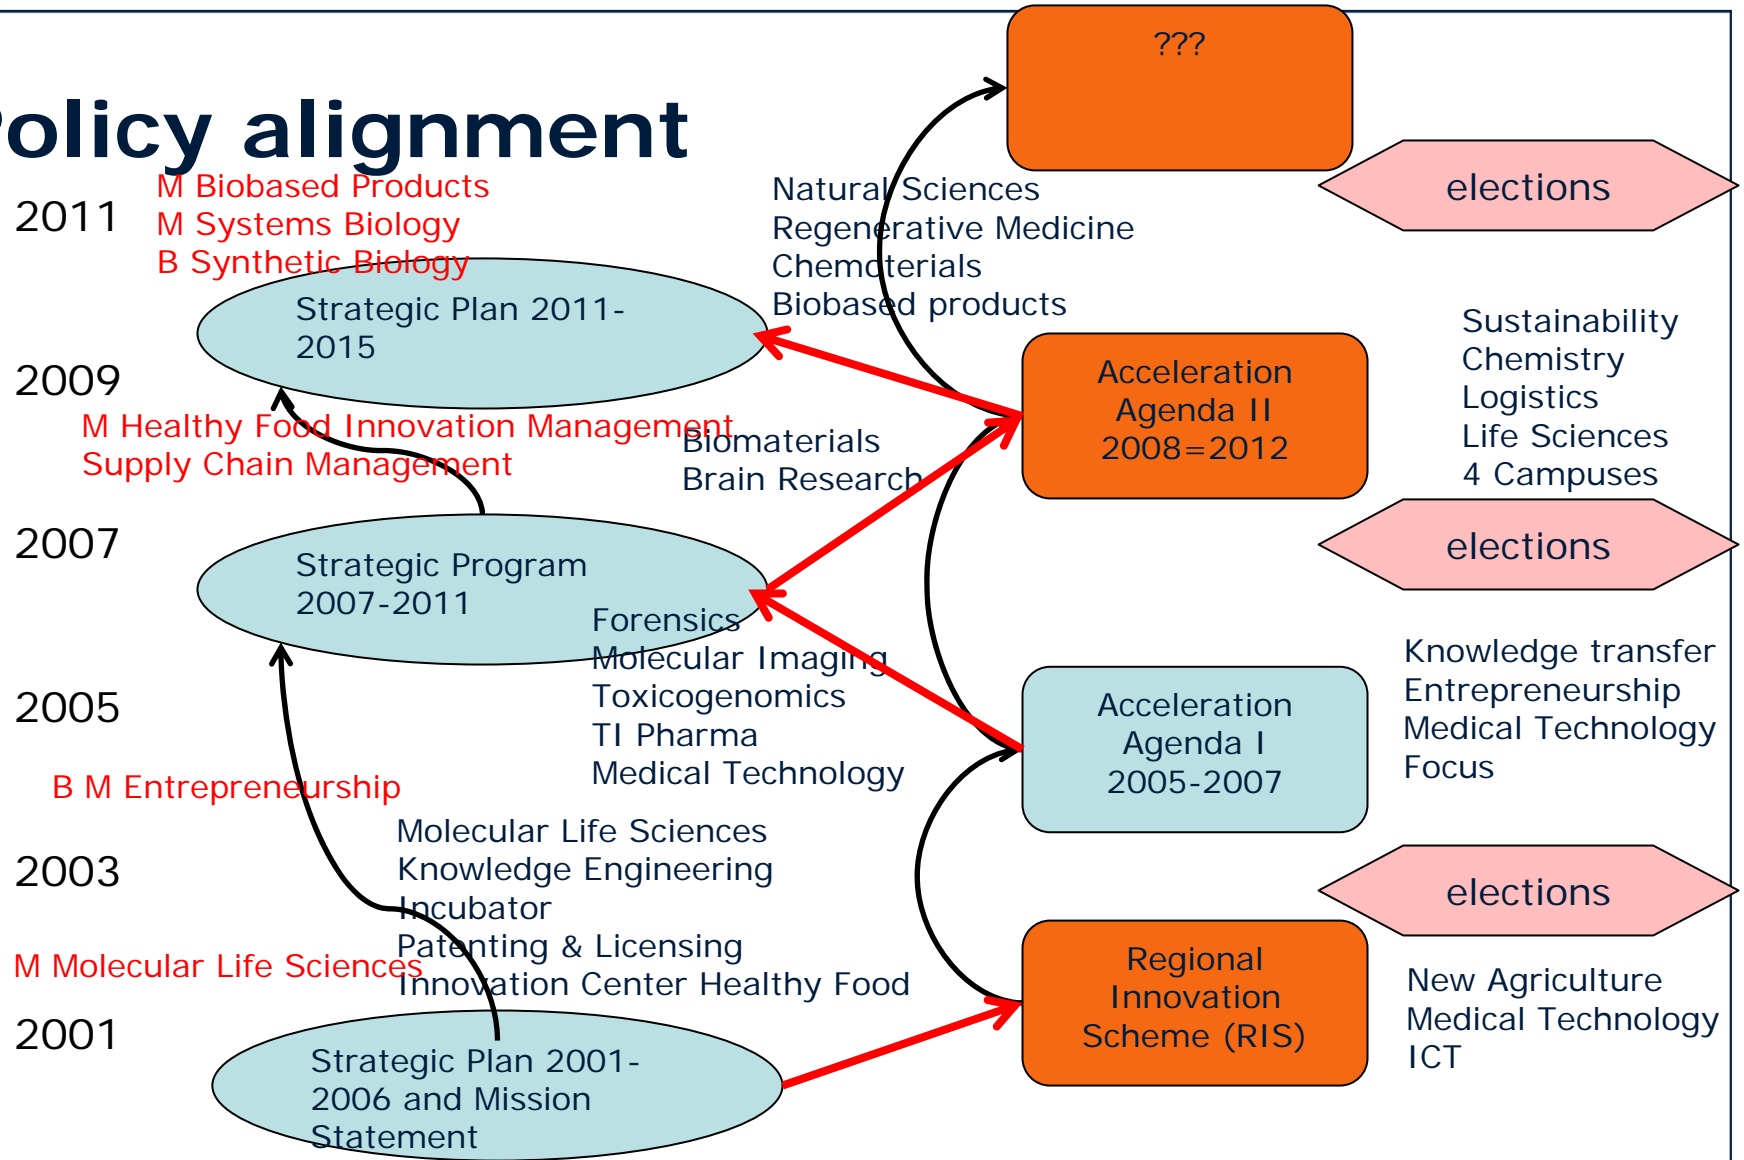 ???
Policy alignment
elections
2011
M Biobased Products
M Systems Biology
B Synthetic Biology
Natural Sciences
Regenerative Medicine
Chemoterials
Biobased products
Strategic Plan 2011-
2015
Acceleration
Agenda II
2008=2012
Sustainability
Chemistry
Logistics
Life Sciences
4 Campuses
2009
M Healthy Food Innovation Management
Supply Chain Management
Biomaterials
Brain Research
elections
2007
Strategic Program
2007-2011
Forensics
Molecular Imaging
Toxicogenomics
TI Pharma
Medical Technology
Acceleration
Agenda I
2005-2007
Knowledge transfer
Entrepreneurship
Medical Technology
Focus
2005
B M Entrepreneurship
Molecular Life Sciences
Knowledge Engineering
Incubator
Patenting & Licensing
Innovation Center Healthy Food
elections
2003
M Molecular Life Sciences
Regional
Innovation
Scheme (RIS)
New Agriculture
Medical Technology
ICT
2001
Strategic Plan 2001-
2006 and Mission
Statement